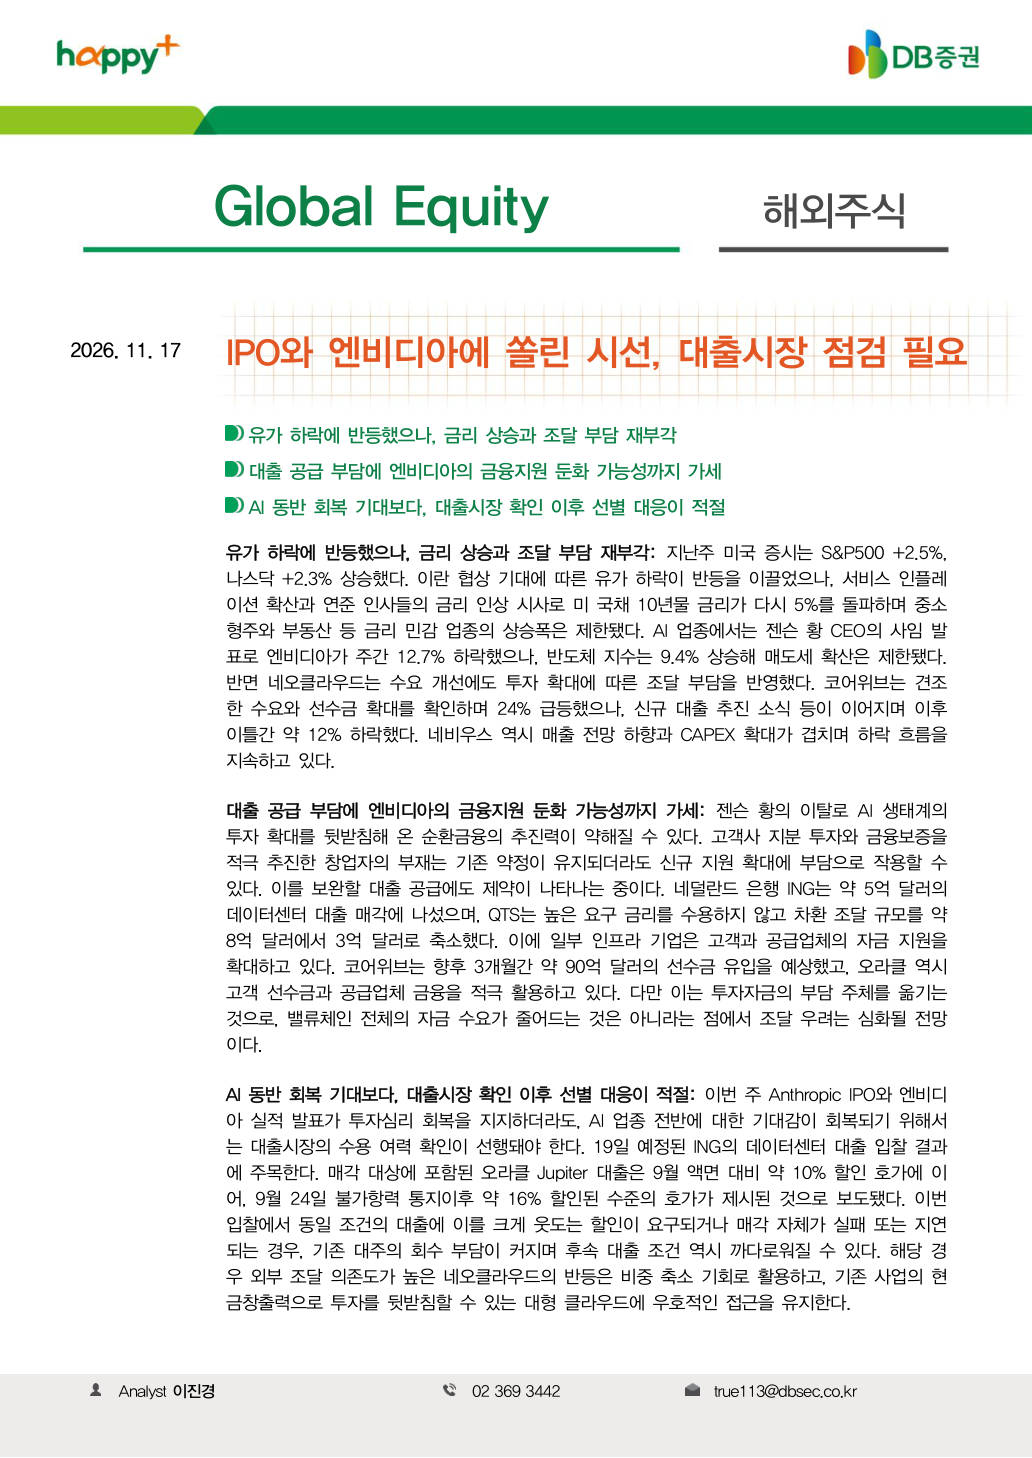 happy+
DB증권
Global Equity
해외주식
2026. 11. 17
IPO와 엔비디아에 쏠린 시선, 대출시장 점검 필요
유가 하락에 반등했으나, 금리 상승과 조달 부담 재부각
대출 공급 부담에 엔비디아의 금융지원 둔화 가능성까지 가세
AI 동반 회복 기대보다, 대출시장 확인 이후 선별 대응이 적절
유가 하락에 반등했으나, 금리 상승과 조달 부담 재부각: 지난주 미국 증시는 S&P500 +2.5%,
나스닥 +2.3% 상승했다. 이란 협상 기대에 따른 유가 하락이 반등을 이끌었으나, 서비스 인플레
이션 확산과 연준 인사들의 금리 인상 시사로 미 국채 10년물 금리가 다시 5%를 돌파하며 중소
형주와 부동산 등 금리 민감 업종의 상승폭은 제한됐다. AI 업종에서는 젠슨 황 CEO의 사임 발
표로 엔비디아가 주간 12.7% 하락했으나, 반도체 지수는 9.4% 상승해 매도세 확산은 제한됐다.
반면 네오클라우드는 수요 개선에도 투자 확대에 따른 조달 부담을 반영했다. 코어위브는 견조
한 수요와 선수금 확대를 확인하며 24% 급등했으나, 신규 대출 추진 소식 등이 이어지며 이후
이틀간 약 12% 하락했다. 네비우스 역시 매출 전망 하향과 CAPEX 확대가 겹치며 하락 흐름을
지속하고 있다.
대출 공급 부담에 엔비디아의 금융지원 둔화 가능성까지 가세: 젠슨 황의 이탈로 AI 생태계의
투자 확대를 뒷받침해 온 순환금융의 추진력이 약해질 수 있다. 고객사 지분 투자와 금융보증을
적극 추진한 창업자의 부재는 기존 약정이 유지되더라도 신규 지원 확대에 부담으로 작용할 수
있다. 이를 보완할 대출 공급에도 제약이 나타나는 중이다. 네덜란드 은행 ING는 약 5억 달러의
데이터센터 대출 매각에 나섰으며, QTS는 높은 요구 금리를 수용하지 않고 차환 조달 규모를 약
8억 달러에서 3억 달러로 축소했다. 이에 일부 인프라 기업은 고객과 공급업체의 자금 지원을
확대하고 있다. 코어위브는 향후 3개월간 약 90억 달러의 선수금 유입을 예상했고, 오라클 역시
고객 선수금과 공급업체 금융을 적극 활용하고 있다. 다만 이는 투자자금의 부담 주체를 옮기는
것으로, 밸류체인 전체의 자금 수요가 줄어드는 것은 아니라는 점에서 조달 우려는 심화될 전망
이다.
AI 동반 회복 기대보다, 대출시장 확인 이후 선별 대응이 적절: 이번 주 Anthropic IPO와 엔비디
아 실적 발표가 투자심리 회복을 지지하더라도, AI 업종 전반에 대한 기대감이 회복되기 위해서
는 대출시장의 수용 여력 확인이 선행돼야 한다. 19일 예정된 ING의 데이터센터 대출 입찰 결과
에 주목한다. 매각 대상에 포함된 오라클 Jupiter 대출은 9월 액면 대비 약 10% 할인 호가에 이
어, 9월 24일 불가항력 통지이후 약 16% 할인된 수준의 호가가 제시된 것으로 보도됐다. 이번
입찰에서 동일 조건의 대출에 이를 크게 웃도는 할인이 요구되거나 매각 자체가 실패 또는 지연
되는 경우, 기존 대주의 회수 부담이 커지며 후속 대출 조건 역시 까다로워질 수 있다. 해당 경
우 외부 조달 의존도가 높은 네오클라우드의 반등은 비중 축소 기회로 활용하고, 기존 사업의 현
금창출력으로 투자를 뒷받침할 수 있는 대형 클라우드에 우호적인 접근을 유지한다.
Analyst 이진경
02 369 3442
true113@dbsec.co.kr